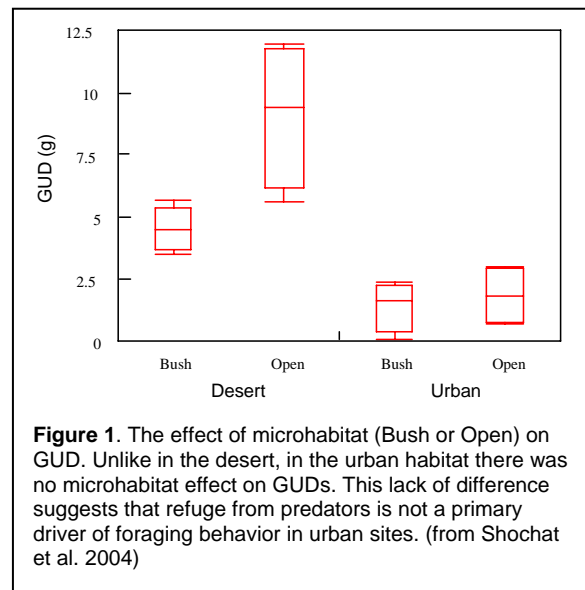 12.5
10
7.5
5
2.5
0
GUD (g)
Bush Open Bush Open
Desert Urban
Figure 1. The effect of microhabitat (Bush or Open) on
GUD. Unlike in the desert, in the urban habitat there was
no microhabitat effect on GUDs. This lack of difference
suggests that refuge from predators is not a primary
driver of foraging behavior in urban sites. (from Shochat
et al. 2004)